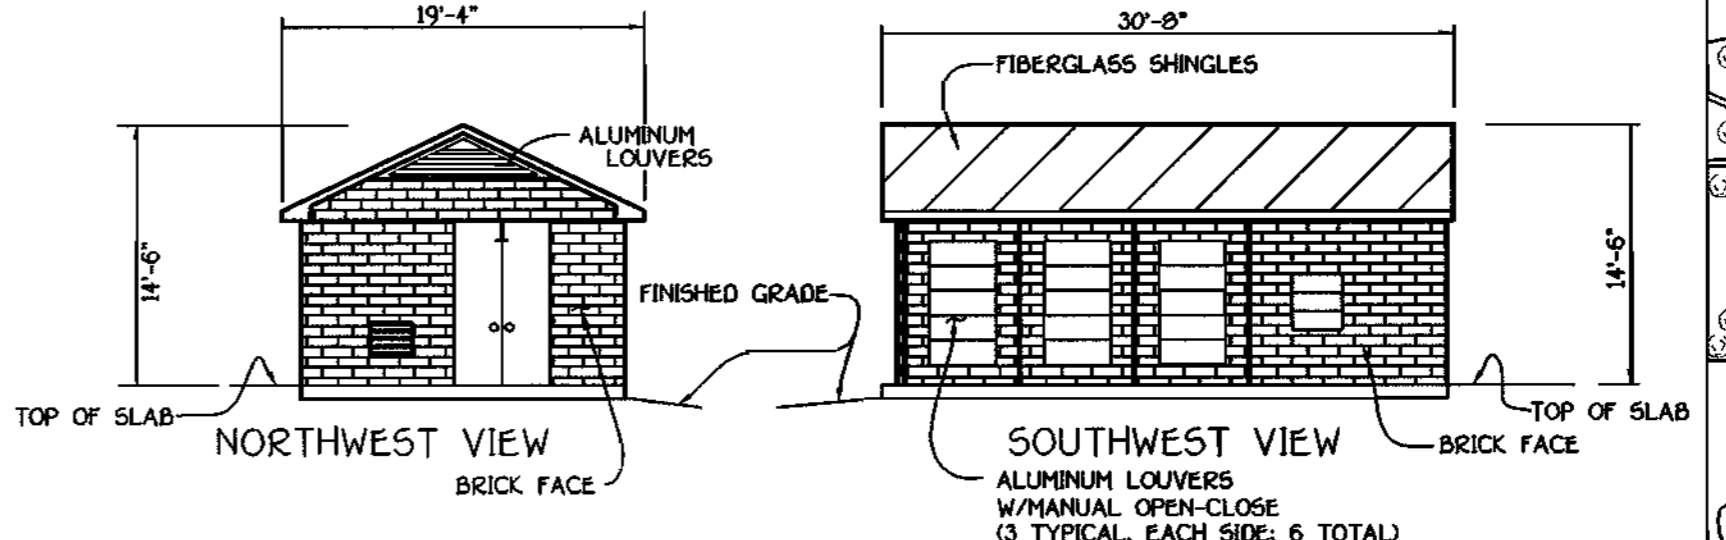 19'-4"
30'-8"
FIBERGLASS SHINGLES
ALUMINUM
LOUVERS
14'-6"
14'-6"
FINISHED GRADE
TOP OF SLAB
TOP OF SLAB
NORTHWEST VIEW
SOUTHWEST VIEW
BRICK FACE
BRICK FACE
ALUMINUM LOUVERS
W/MANUAL OPEN-CLOSE
(3 TYPICAL, EACH SIDE; 6 TOTAL)